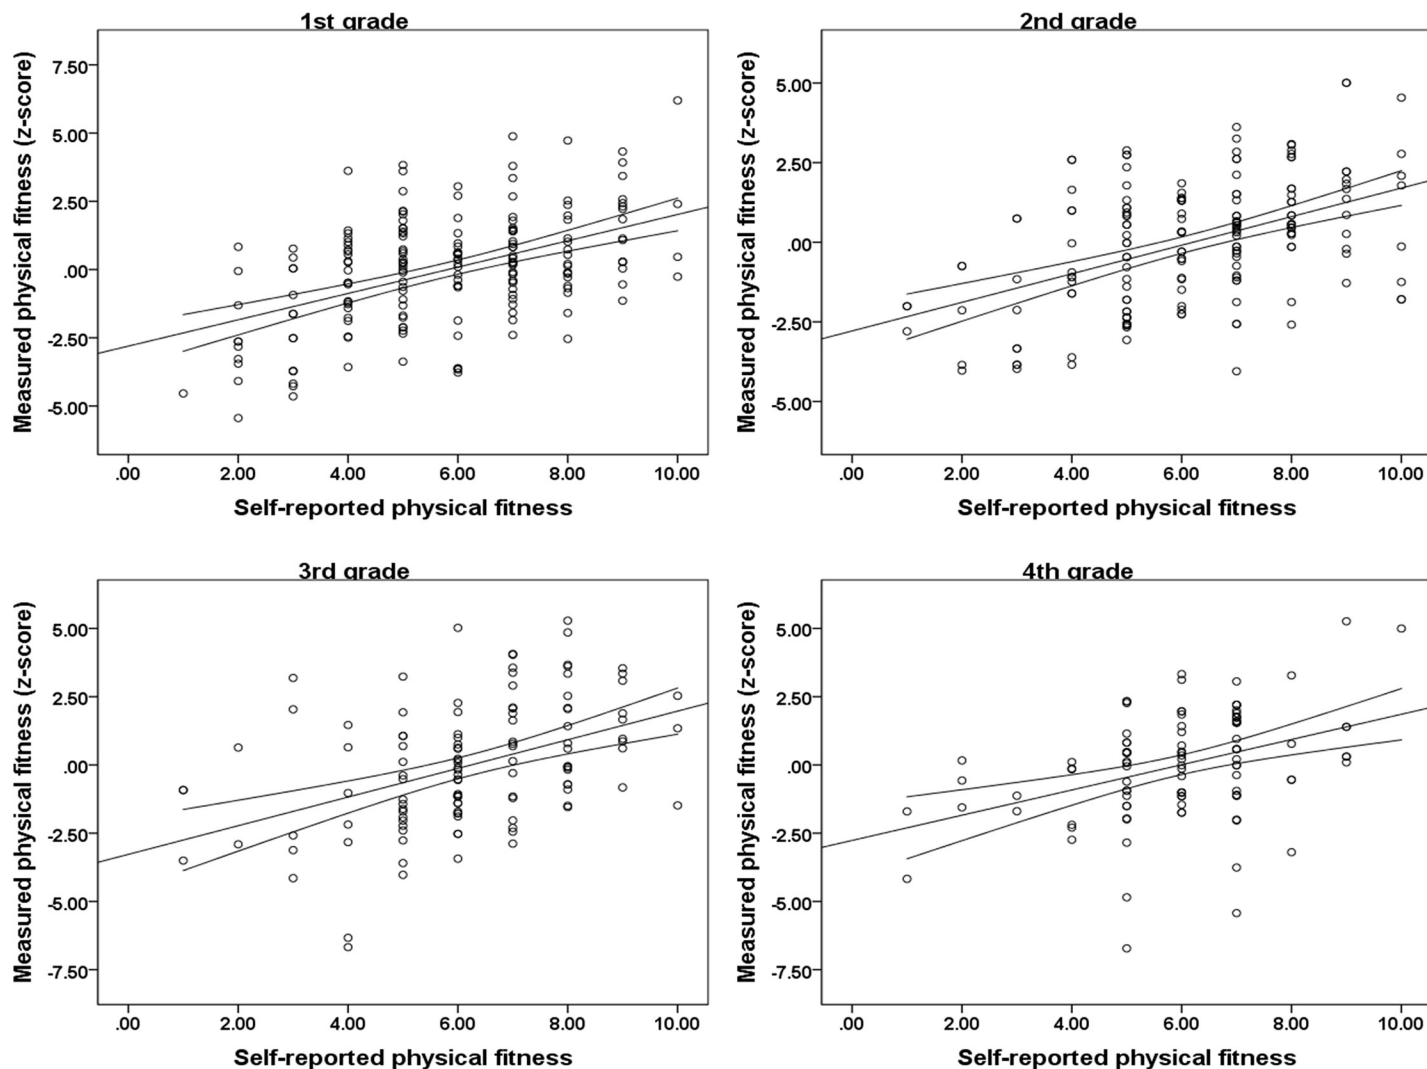 1st grade
Measured physical fitness (z-score)
7.50
5.00
2.50
.00
-2.50
-5.00
.00 2.00 4.00 6.00 8.00 10.00
Self-reported physical fitness
2nd grade
Measured physical fitness (z-score)
5.00
2.50
.00
-2.50
-5.00
.00 2.00 4.00 6.00 8.00 10.00
Self-reported physical fitness
3rd grade
Measured physical fitness (z-score)
5.00
2.50
.00
-2.50
-5.00
-7.50
.00 2.00 4.00 6.00 8.00 10.00
Self-reported physical fitness
4th grade
Measured physical fitness (z-score)
5.00
2.50
.00
-2.50
-5.00
-7.50
.00 2.00 4.00 6.00 8.00 10.00
Self-reported physical fitness